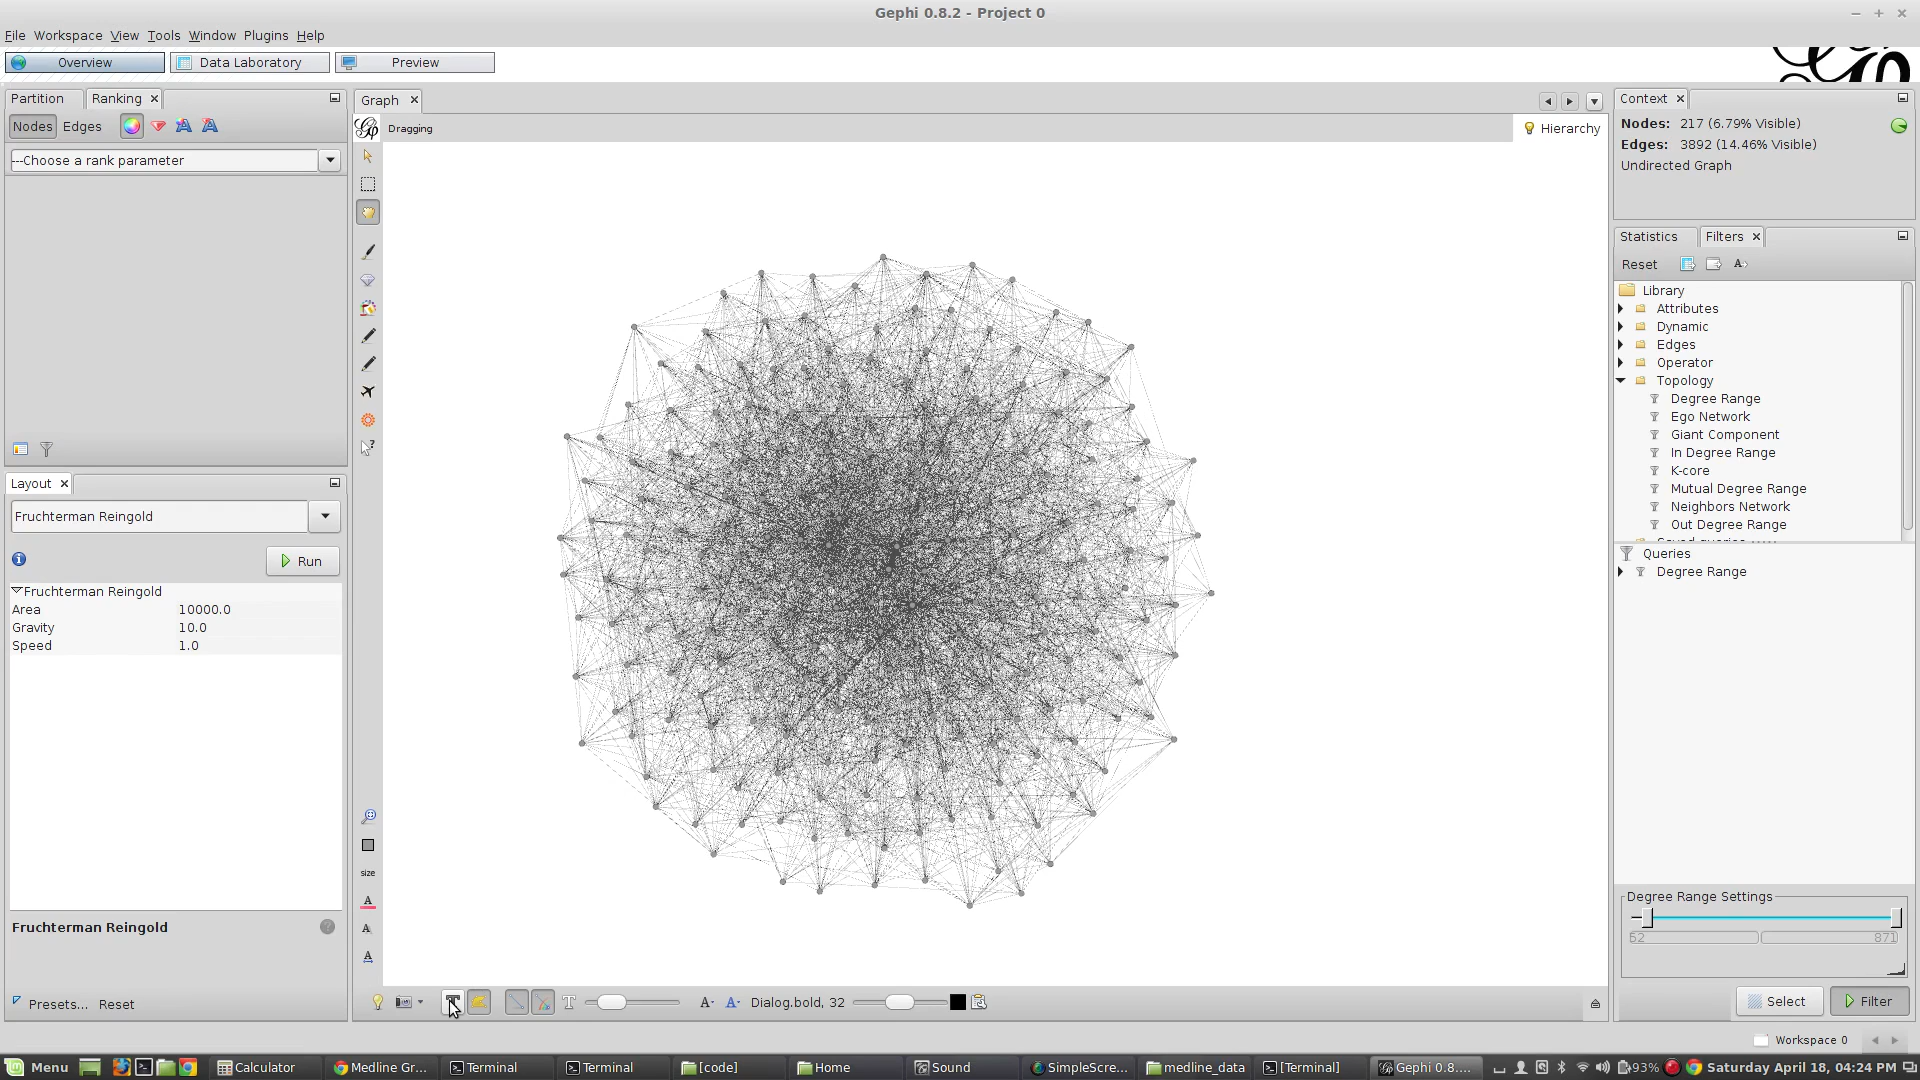 Gephi 0.8.2 - Project 0
File Workspace View Tools Window Plugins Help
Overview Data Laboratory Preview
Partition Ranking
Nodes Edges
---Choose a rank parameter
Layout
Fruchterman Reingold
Run
Fruchterman Reingold
Area 10000.0
Gravity 10.0
Speed 1.0
Fruchterman Reingold
Presets... Reset
Graph
Dragging
Hierarchy
size
Dialog.bold, 32
Context
Nodes: 217 (6.79% Visible)
Edges: 3892 (14.46% Visible)
Undirected Graph
Statistics Filters
Reset
Library
Attributes
Dynamic
Edges
Operator
Topology
Degree Range
Ego Network
Giant Component
In Degree Range
K-core
Mutual Degree Range
Neighbors Network
Out Degree Range
Queries
Degree Range
Degree Range Settings
52 871
Select Filter
Workspace 0
Menu Calculator Medline Gr... Terminal Terminal [code] Home Sound SimpleScre... medline_data [Terminal] Gephi 0.8.... 93% Saturday April 18, 04:24 PM